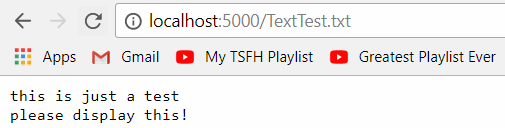 localhost:5000/TextTest.txt
Apps Gmail My TSFH Playlist Greatest Playlist Ever
this is just a test
please display this!